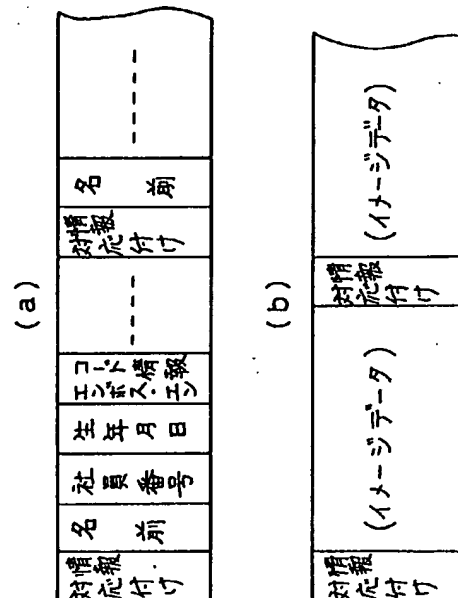 (a)
対応付け
情報
名前
社員番号
生年月日
エンボス・エン
コード情報
対応付け
情報
名前
(b)
対応付け
情報
(イメージデータ)
対応付け
情報
(イメージデータ)